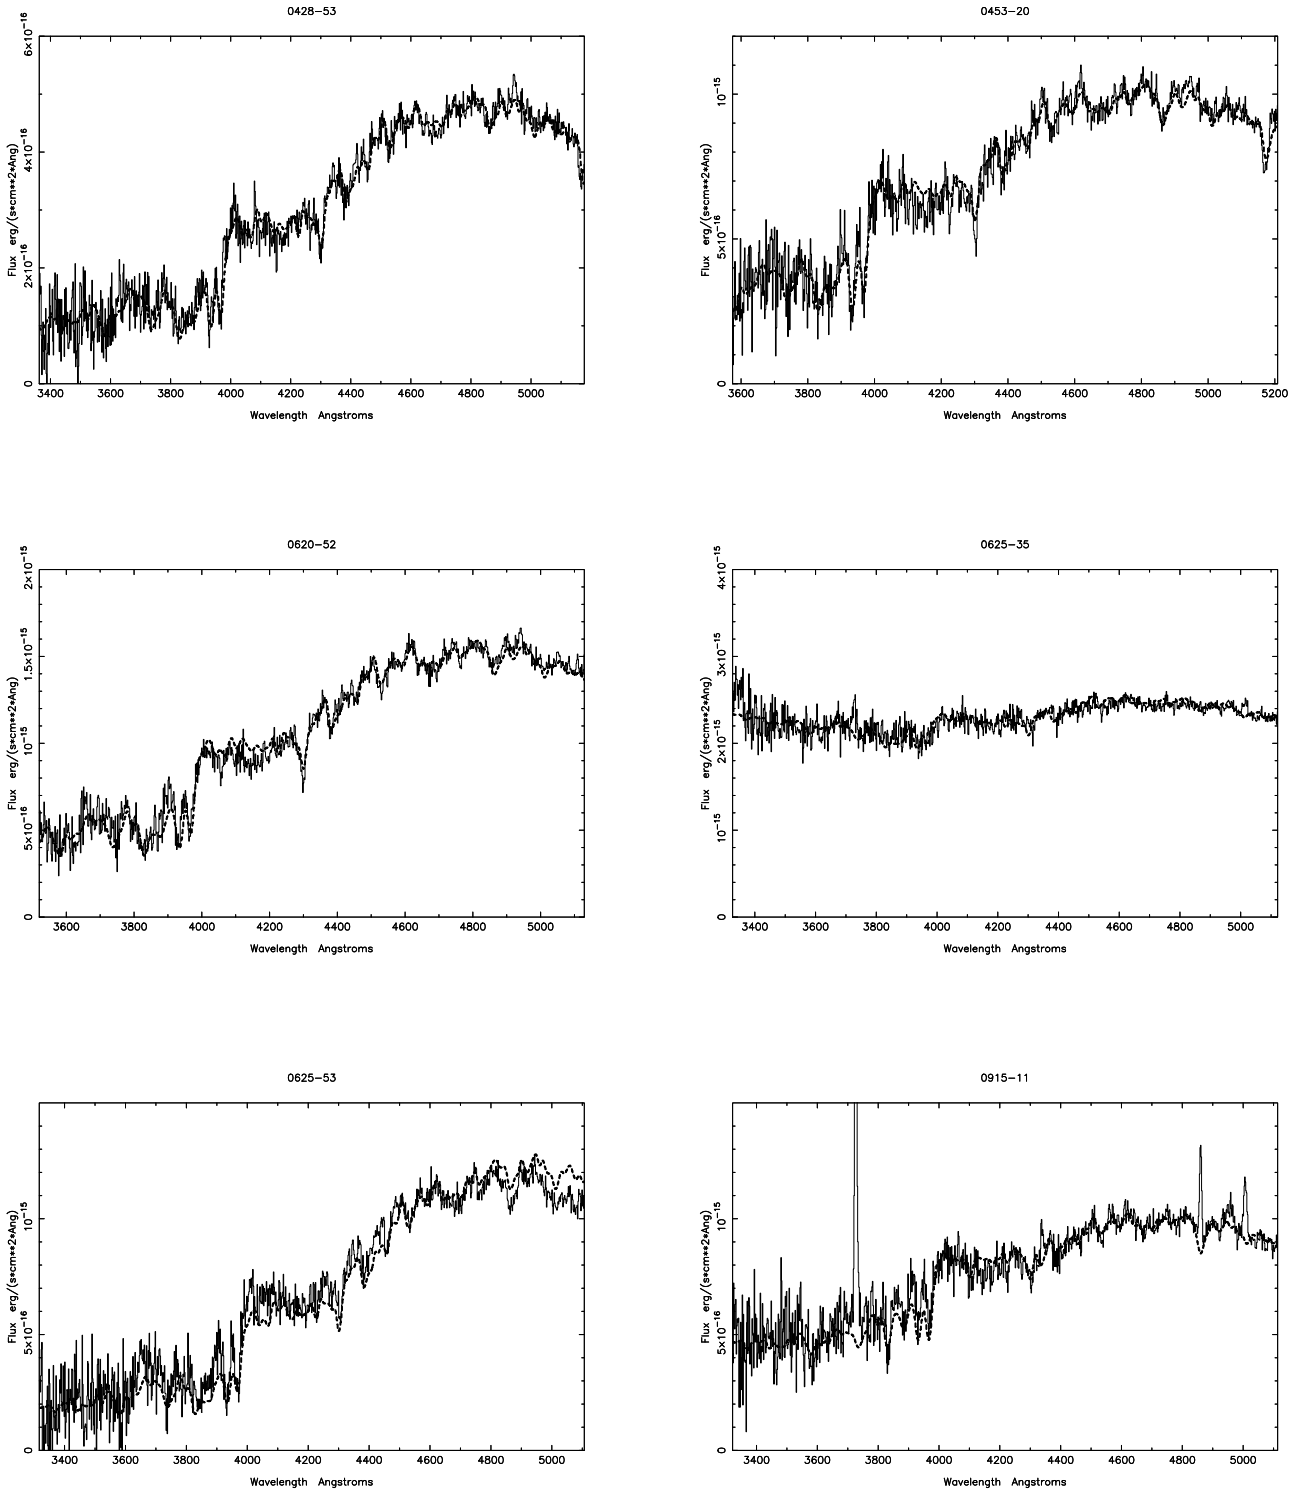 0428-53
Flux erg/(s*cm**2*Ang)
0 2×10⁻¹⁶ 4×10⁻¹⁶ 6×10⁻¹⁶
3400 3600 3800 4000 4200 4400 4600 4800 5000
Wavelength Angstroms
0453-20
Flux erg/(s*cm**2*Ang)
0 5×10⁻¹⁶ 10⁻¹⁵
3600 3800 4000 4200 4400 4600 4800 5000 5200
Wavelength Angstroms
0620-52
Flux erg/(s*cm**2*Ang)
0 5×10⁻¹⁶ 10⁻¹⁵ 1.5×10⁻¹⁵ 2×10⁻¹⁵
3600 3800 4000 4200 4400 4600 4800 5000
Wavelength Angstroms
0625-35
Flux erg/(s*cm**2*Ang)
0 10⁻¹⁵ 2×10⁻¹⁵ 3×10⁻¹⁵ 4×10⁻¹⁵
3400 3600 3800 4000 4200 4400 4600 4800 5000
Wavelength Angstroms
0625-53
Flux erg/(s*cm**2*Ang)
0 5×10⁻¹⁶ 10⁻¹⁵
3400 3600 3800 4000 4200 4400 4600 4800 5000
Wavelength Angstroms
0915-11
Flux erg/(s*cm**2*Ang)
0 5×10⁻¹⁶ 10⁻¹⁵
3400 3600 3800 4000 4200 4400 4600 4800 5000
Wavelength Angstroms